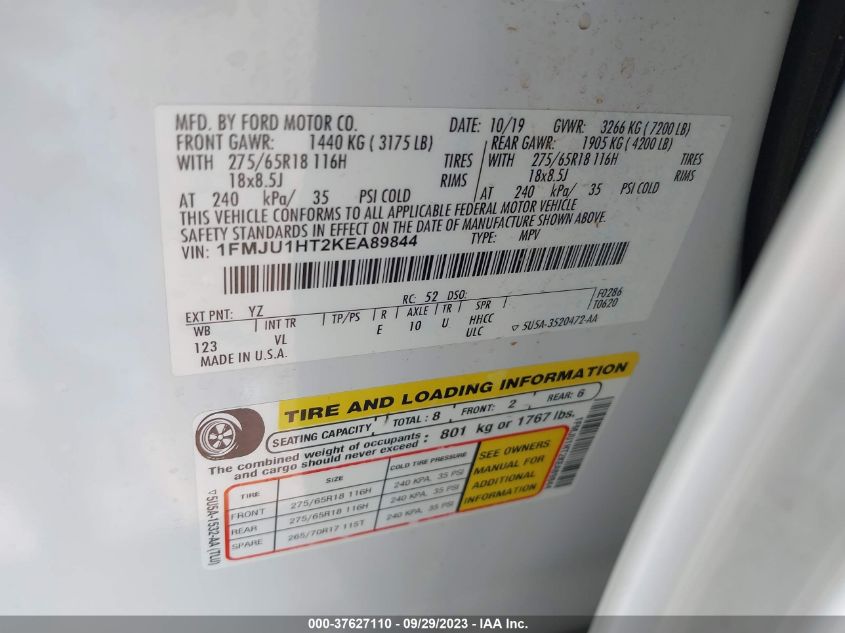 MFD. BY FORD MOTOR CO.
DATE: 10/19 GVWR: 3266 KG ( 7200 LB)
FRONT GAWR: 1440 KG ( 3175 LB)
REAR GAWR: 1905 KG ( 4200 LB)
WITH 275/65R18 116H TIRES
WITH 275/65R18 116H TIRES
18x8.5J RIMS
18x8.5J RIMS
AT 240 kPa/ 35 PSI COLD
AT 240 kPa/ 35 PSI COLD
THIS VEHICLE CONFORMS TO ALL APPLICABLE FEDERAL MOTOR VEHICLE
SAFETY STANDARDS IN EFFECT ON THE DATE OF MANUFACTURE SHOWN ABOVE.
VIN: 1FMJU1HT2KEA89844 TYPE: MPV
EXT PNT: YZ RC: 52 DSO: F0286
T0620
WB INT TR TP/PS R AXLE TR SPR
123 VL E 10 U HHCC
ULC
MADE IN U.S.A.
▽ 5U5A-3520472-AA
TIRE AND LOADING INFORMATION
SEATING CAPACITY TOTAL : 8 FRONT: 2 REAR: 6
The combined weight of occupants and cargo should never exceed : 801 kg or 1767 lbs.
TIRE SIZE COLD TIRE PRESSURE
FRONT 275/65R18 116H 240 KPA, 35 PSI
REAR 275/65R18 116H 240 KPA, 35 PSI
SPARE 265/70R17 115T 240 KPA, 35 PSI
SEE OWNERS
MANUAL FOR
ADDITIONAL
INFORMATION
▽5U5A-1532-AA (TLU)
000-37627110 - 09/29/2023 - IAA Inc.